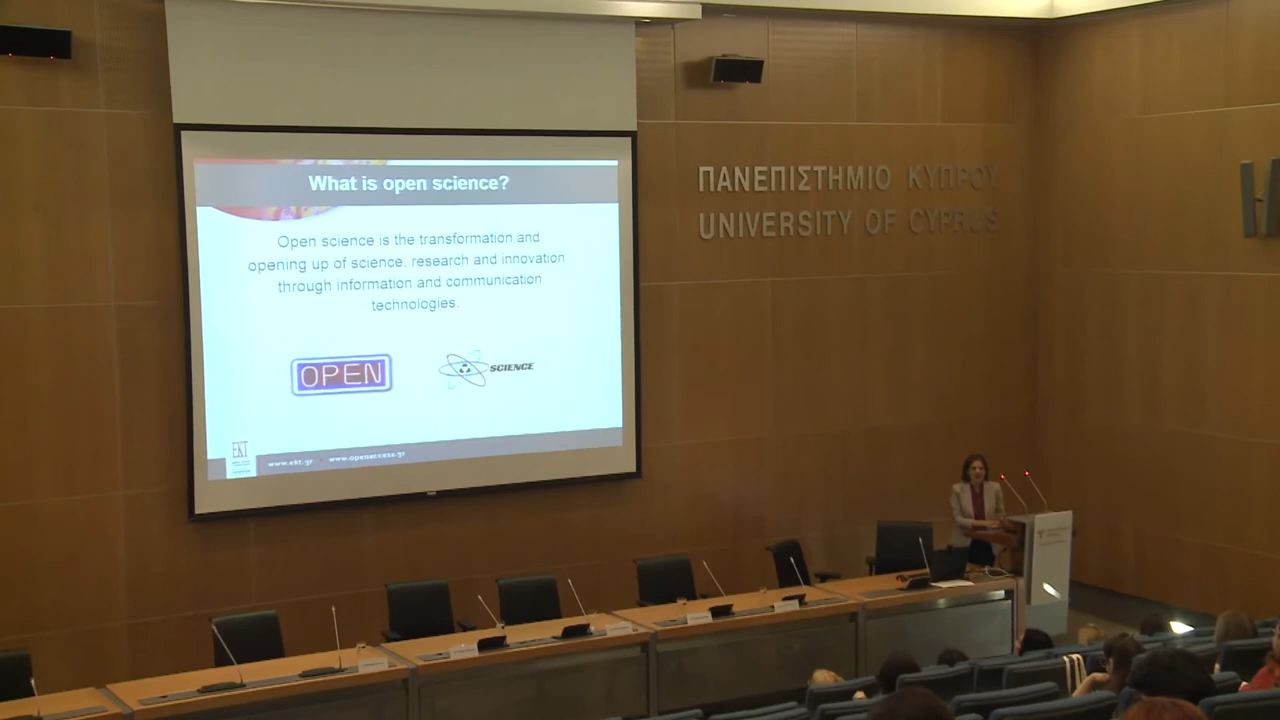 What is open science?
Open science is the transformation and
opening up of science, research and innovation
through information and communication
technologies.
OPEN
SCIENCE
EKT
www.ekt.gr www.openaccess.gr
ΠΑΝΕΠΙΣΤΗΜΙΟ ΚΥΠΡΟΥ
UNIVERSITY OF CYPRUS